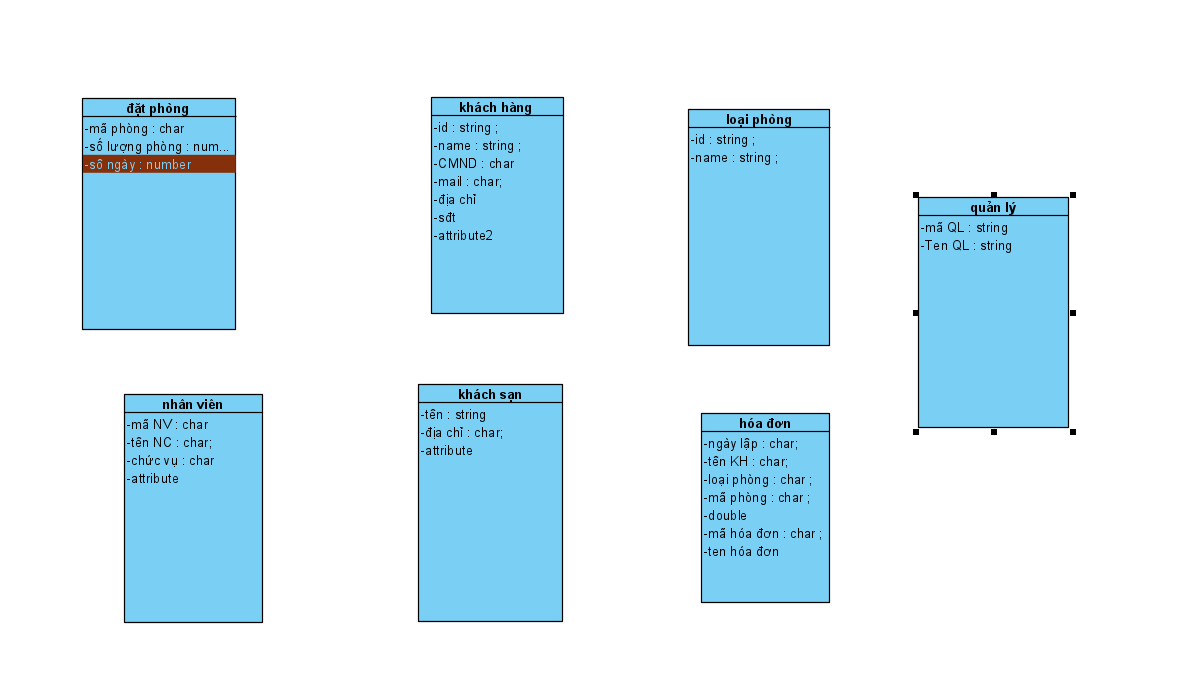 đặt phòng
-mã phòng : char
-số lượng phòng : num...
-số ngày : number
khách hàng
-id : string ;
-name : string ;
-CMND : char
-mail : char;
-địa chỉ
-sđt
-attribute2
loại phòng
-id : string ;
-name : string ;
quản lý
-mã QL : string
-Ten QL : string
nhân viên
-mã NV : char
-tên NC : char;
-chức vụ : char
-attribute
khách sạn
-tên : string
-địa chỉ : char;
-attribute
hóa đơn
-ngày lập : char;
-tên KH : char;
-loại phòng : char ;
-mã phòng : char ;
-double
-mã hóa đơn : char ;
-ten hóa đơn